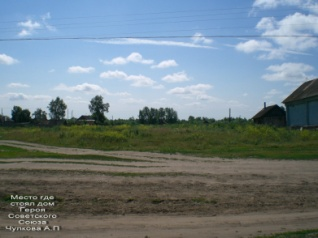 Место где
стоял дом
Героя
Советского
Союза
Чулкова А.П